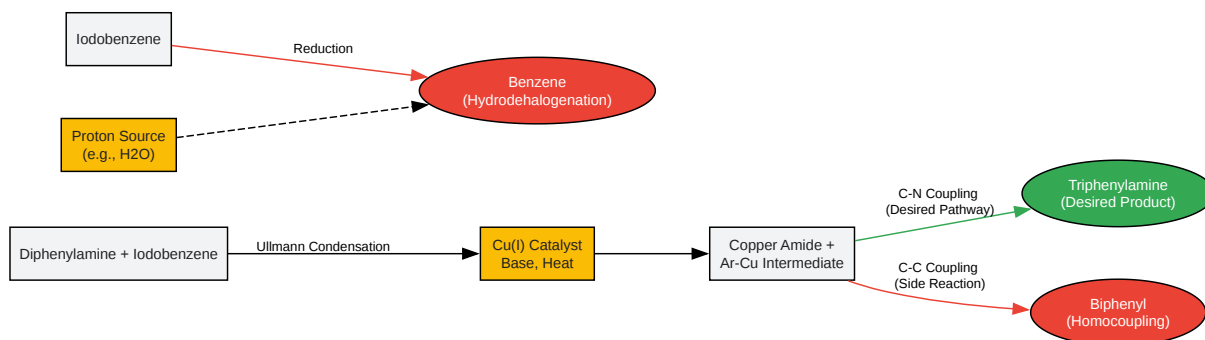 Iodobenzene
Reduction
Benzene
(Hydrodehalogenation)
Proton Source
(e.g., H2O)
Diphenylamine + Iodobenzene
Ullmann Condensation
Cu(I) Catalyst
Base, Heat
Copper Amide +
Ar-Cu Intermediate
C-N Coupling
(Desired Pathway)
Triphenylamine
(Desired Product)
C-C Coupling
(Side Reaction)
Biphenyl
(Homocoupling)